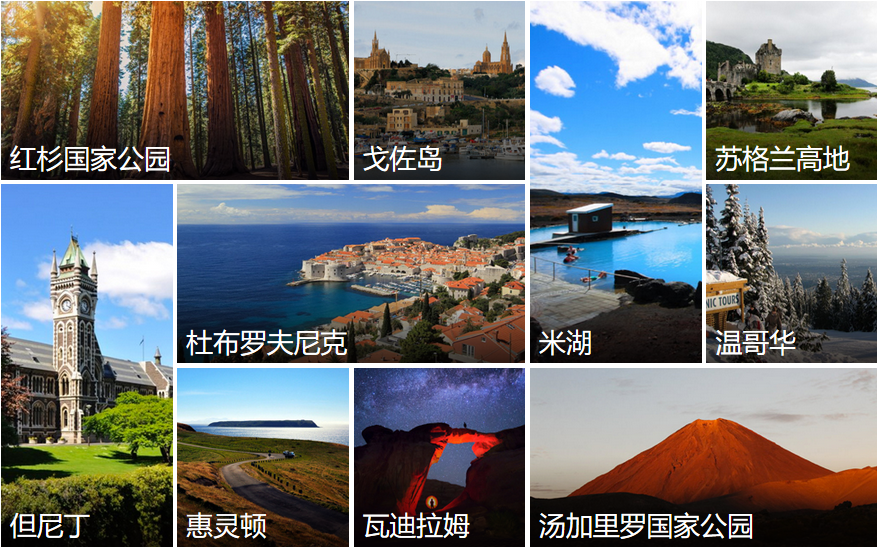 红杉国家公园
戈佐岛
苏格兰高地
NIC TOURS
但尼丁
杜布罗夫尼克
米湖
温哥华
惠灵顿
瓦迪拉姆
汤加里罗国家公园